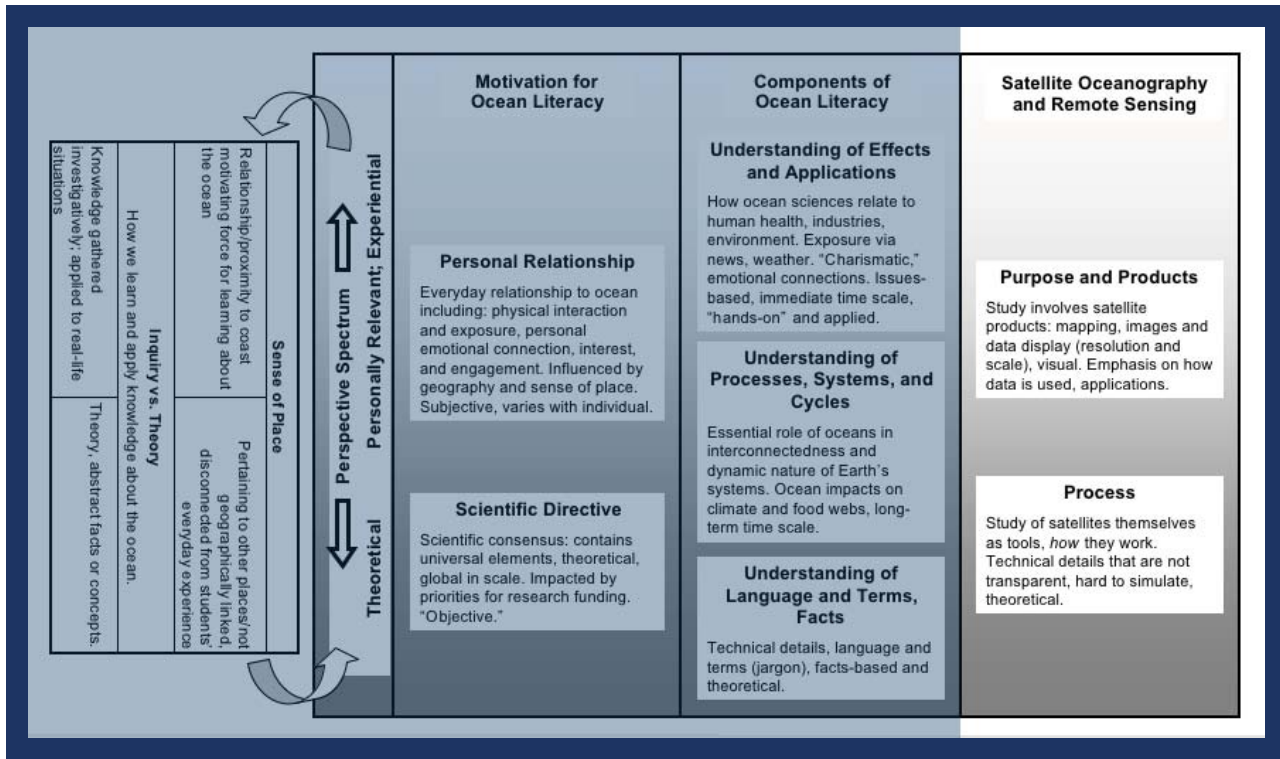 Motivation for
Ocean Literacy
Components of
Ocean Literacy
Satellite Oceanography
and Remote Sensing
Sense of Place
Relationship/proximity to coast
motivating force for learning about
the ocean
Pertaining to other places/not
geographically linked,
disconnected from students'
everyday experience
Inquiry vs. Theory
How we learn and apply knowledge about the ocean.
Knowledge gathered
investigatively; applied to real-life
situations
Theory, abstract facts or concepts.
Perspective Spectrum
Personally Relevant; Experiential
Theoretical
Personal Relationship
Everyday relationship to ocean
including: physical interaction
and exposure, personal
emotional connection, interest,
and engagement. Influenced by
geography and sense of place.
Subjective, varies with individual.
Scientific Directive
Scientific consensus: contains
universal elements, theoretical,
global in scale. Impacted by
priorities for research funding.
“Objective.”
Understanding of Effects
and Applications
How ocean sciences relate to
human health, industries,
environment. Exposure via
news, weather. “Charismatic,”
emotional connections. Issues-
based, immediate time scale,
“hands-on” and applied.
Understanding of
Processes, Systems, and
Cycles
Essential role of oceans in
interconnectedness and
dynamic nature of Earth's
systems. Ocean impacts on
climate and food webs, long-
term time scale.
Understanding of
Language and Terms,
Facts
Technical details, language and
terms (jargon), facts-based and
theoretical.
Purpose and Products
Study involves satellite
products: mapping, images and
data display (resolution and
scale), visual. Emphasis on how
data is used, applications.
Process
Study of satellites themselves
as tools, how they work.
Technical details that are not
transparent, hard to simulate,
theoretical.